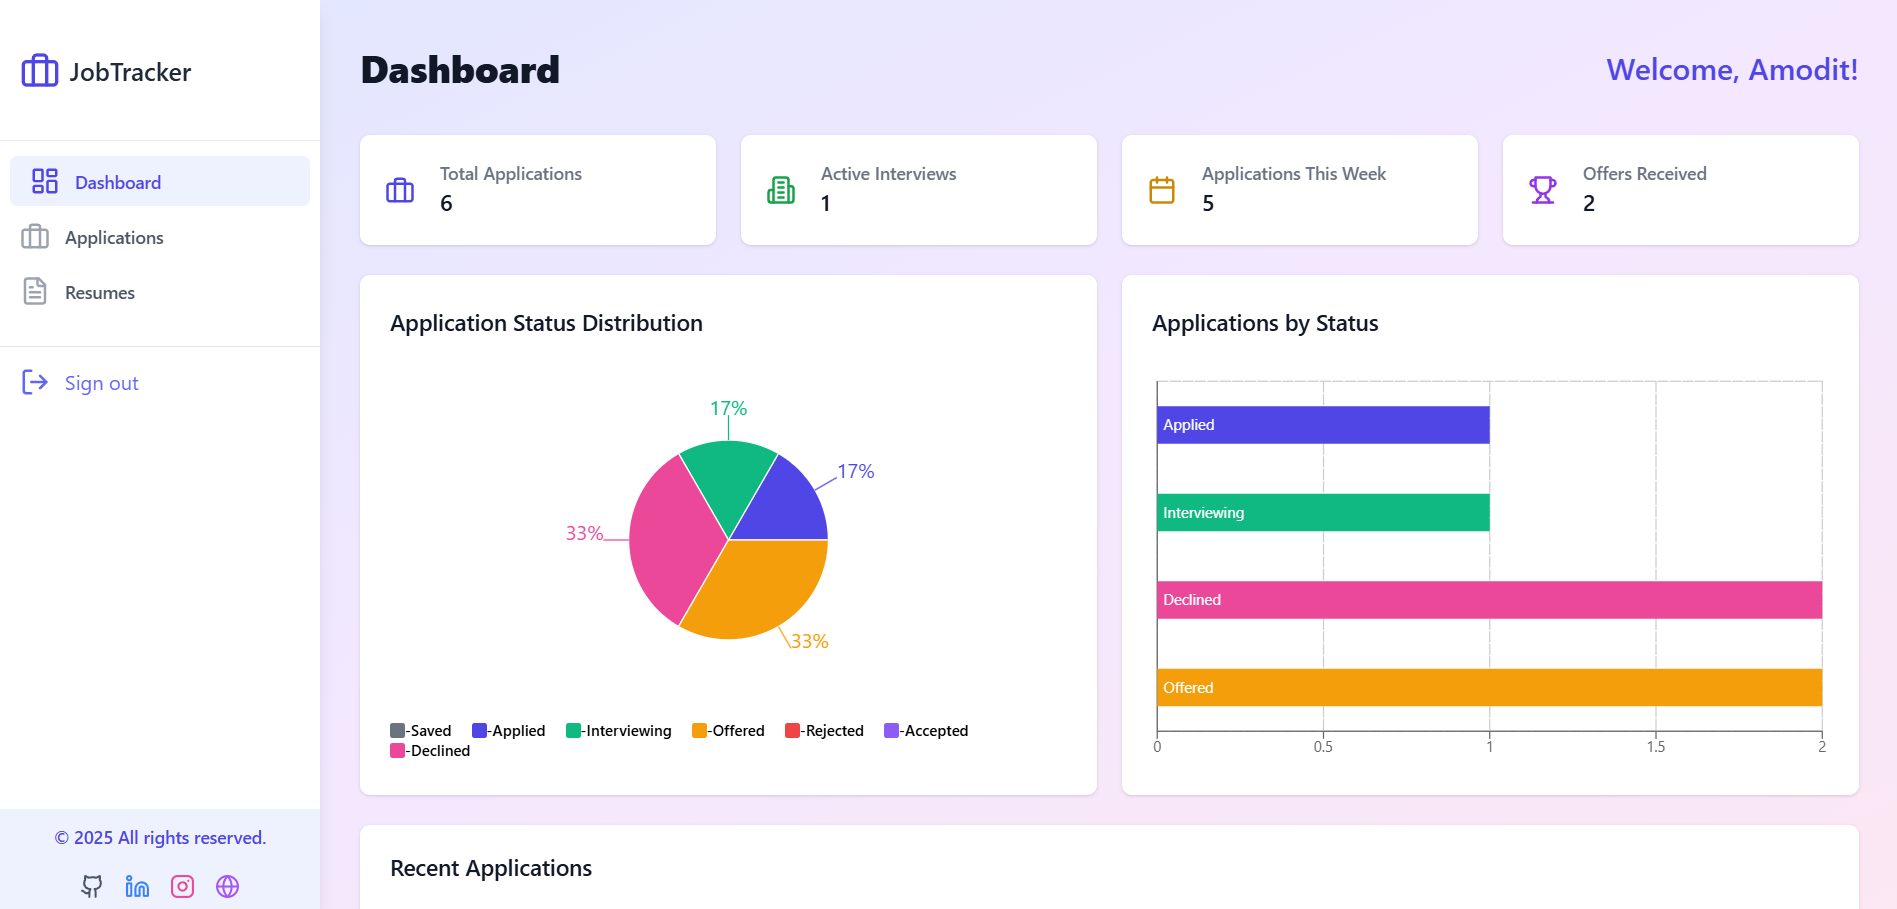 JobTracker
Dashboard
Applications
Resumes
Sign out
© 2025 All rights reserved.
Dashboard
Welcome, Amodit!
Total Applications
6
Active Interviews
1
Applications This Week
5
Offers Received
2
Application Status Distribution
17%
17%
33%
33%
-Saved -Applied -Interviewing -Offered -Rejected -Accepted
-Declined
Applications by Status
Applied
Interviewing
Declined
Offered
0 0.5 1 1.5 2
Recent Applications